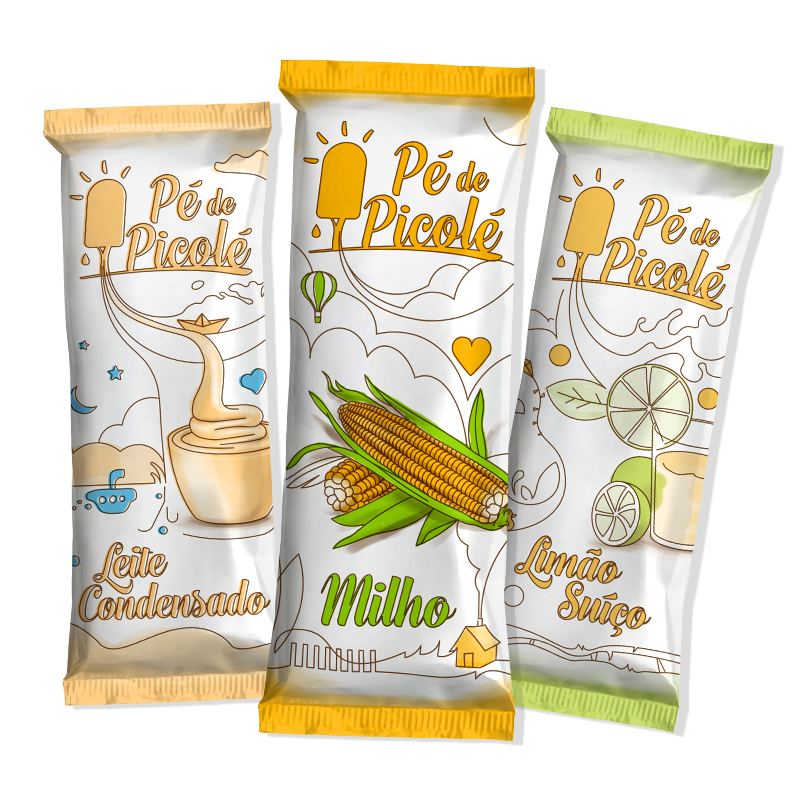 Pé de
Picolé
Leite
Condensado
Pé de
Picolé
Milho
Pé de
Picolé
Limão
Suíço